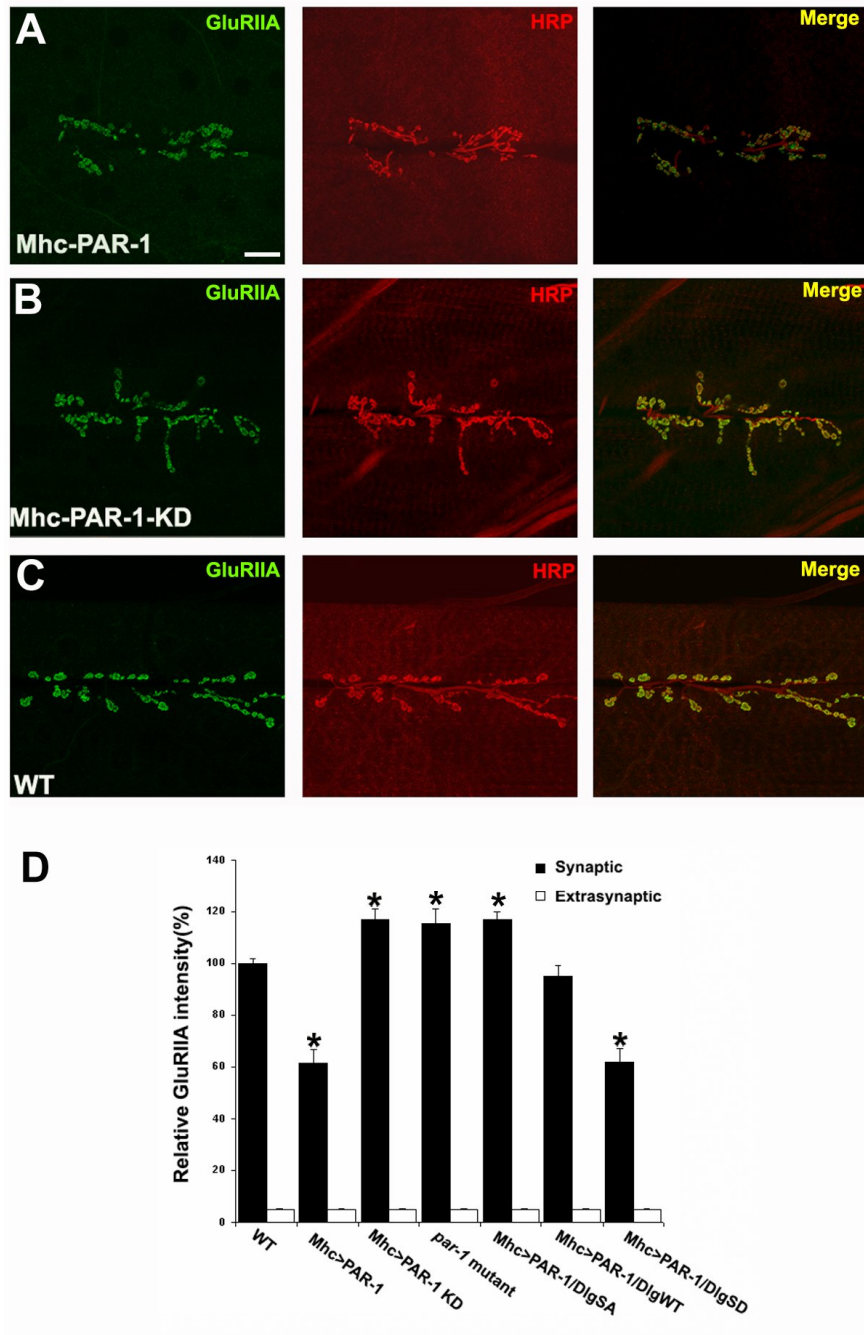 A GluRIIA HRP Merge
Mhc-PAR-1
B GluRIIA HRP Merge
Mhc-PAR-1-KD
C GluRIIA HRP Merge
WT
D
Synaptic
Extrasynaptic
Relative GluRIIA intensity(%)
140
120
100
80
60
40
20
0
* * * * *
WT
Mhc>PAR-1
Mhc>PAR-1 KD
par-1 mutant
Mhc>PAR-1/DlgSA
Mhc>PAR-1/DlgWT
Mhc>PAR-1/DlgSD